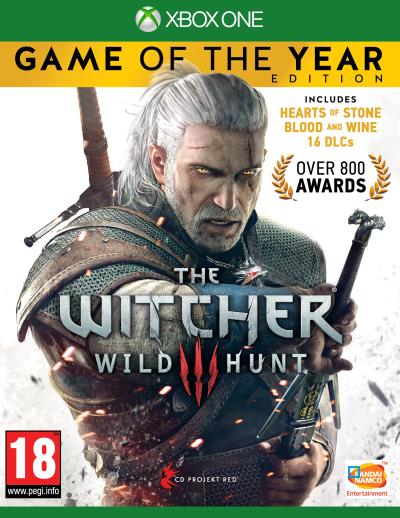 XBOX ONE
GAME OF THE YEAR
EDITION
INCLUDES
HEARTS OF STONE
BLOOD AND WINE
16 DLCs
OVER 800
AWARDS
THE
WITCHER
WILD III HUNT
18
www.pegi.info
CD PROJEKT RED
BANDAI
NAMCO
Entertainment